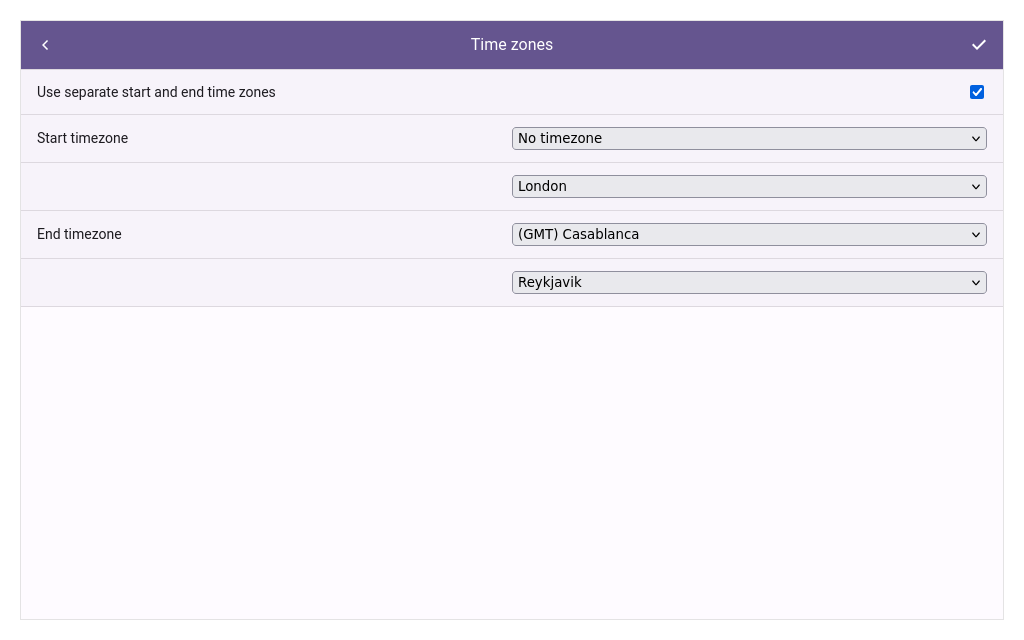 Time zones
Use separate start and end time zones
Start timezone
No timezone
London
End timezone
(GMT) Casablanca
Reykjavik